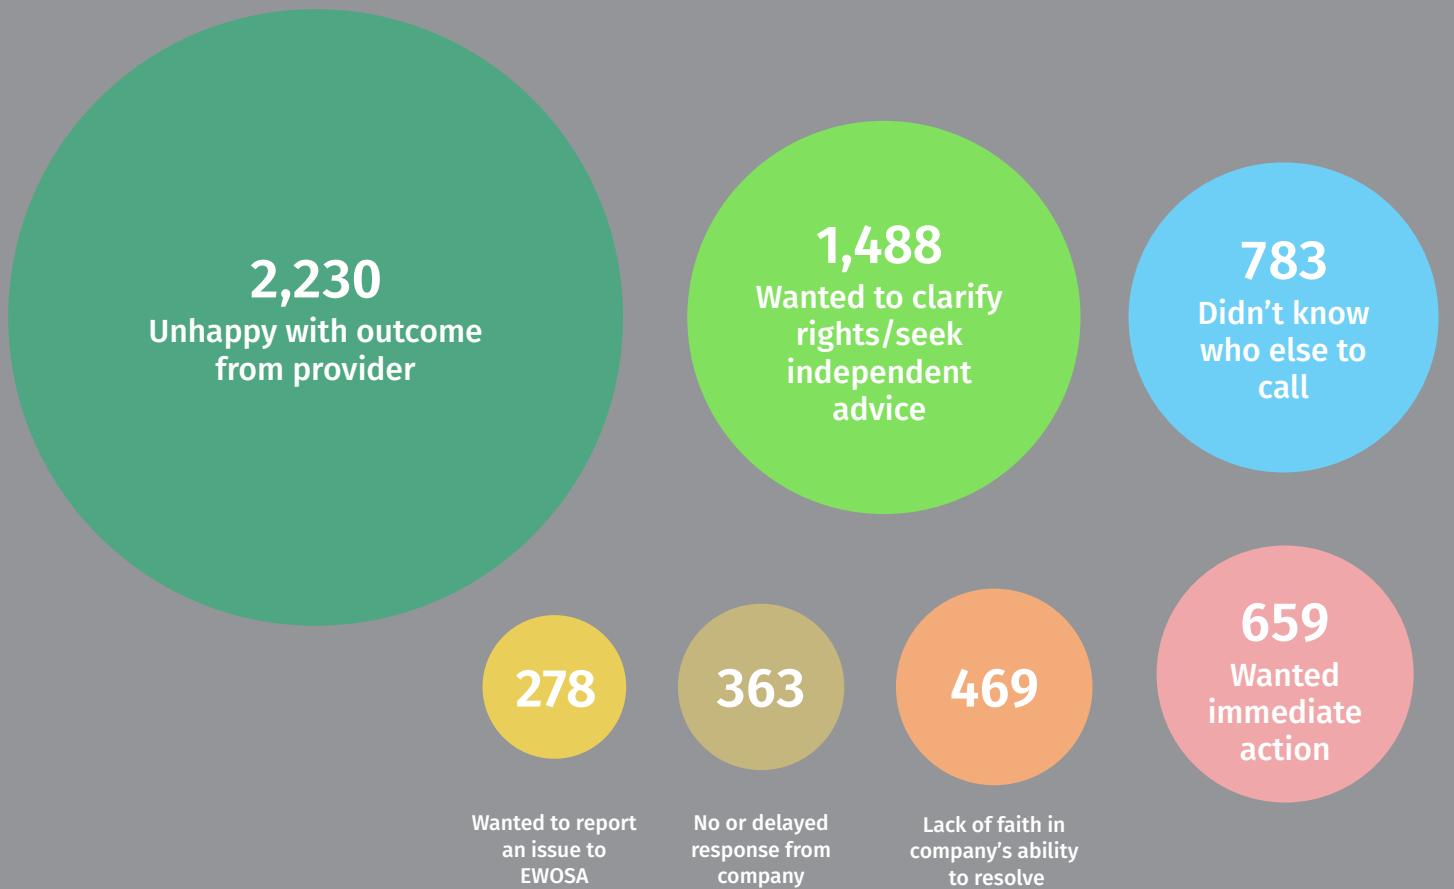 2,230
Unhappy with outcome
from provider
1,488
Wanted to clarify
rights/seek
independent
advice
783
Didn’t know
who else to
call
278
Wanted to report
an issue to
EWOSA
363
No or delayed
response from
company
469
Lack of faith in
company’s ability
to resolve
659
Wanted
immediate
action